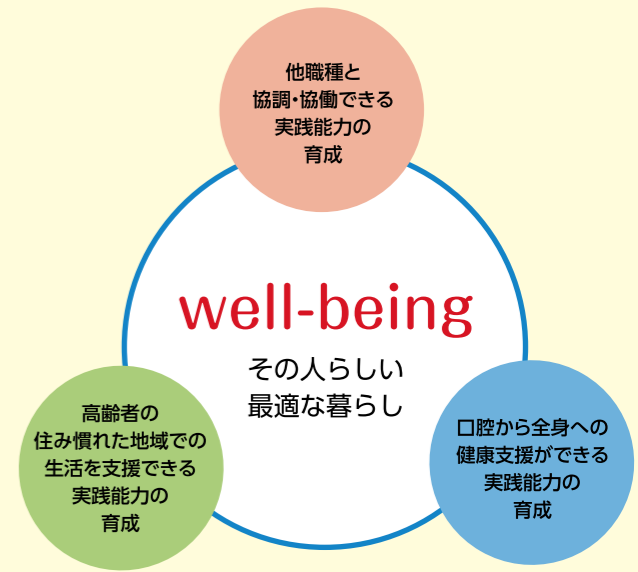 他職種と
協調・協働できる
実践能力の
育成
well-being
その人らしい
最適な暮らし
高齢者の
住み慣れた地域での
生活を支援できる
実践能力の
育成
口腔から全身への
健康支援ができる
実践能力の
育成